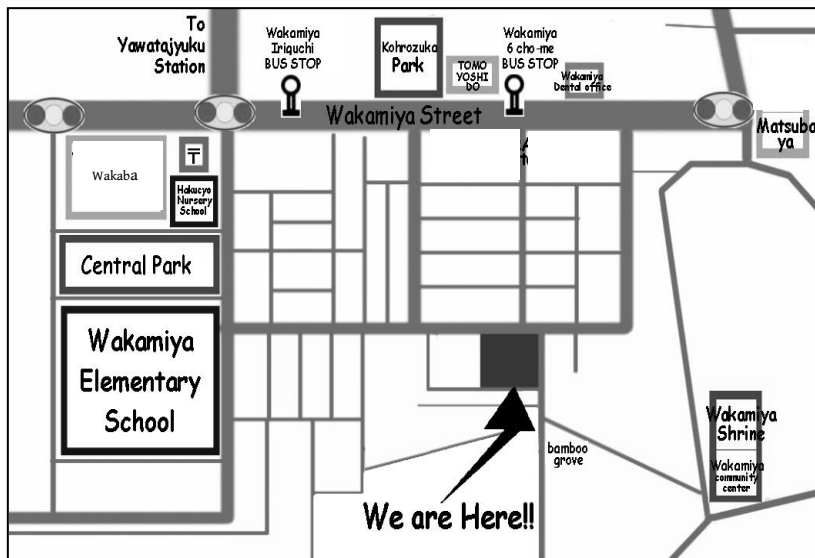 To
Yawatajyuku
Station
Wakamiya
Iriguchi
BUS STOP
Kohrozuka
Park
TOMO
YOSHI
DO
Wakamiya
6 cho-me
BUS STOP
Wakamiya
Dental office
Wakamiya Street
Matsuba
ya
Wakaba
〒
Hakucyo
Nursery
School
Central Park
Wakamiya
Elementary
School
Wakamiya
Shrine
Wakamiya
community
center
bamboo
grove
We are Here!!